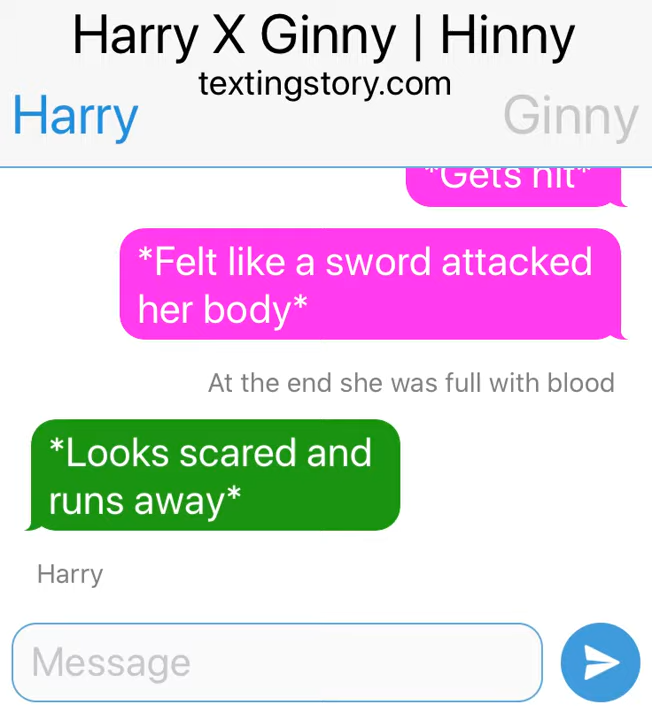 Harry X Ginny | Hinny
textingstory.com
Harry
Ginny
*Gets hit*
*Felt like a sword attacked
her body*
At the end she was full with blood
*Looks scared and
runs away*
Harry
Message